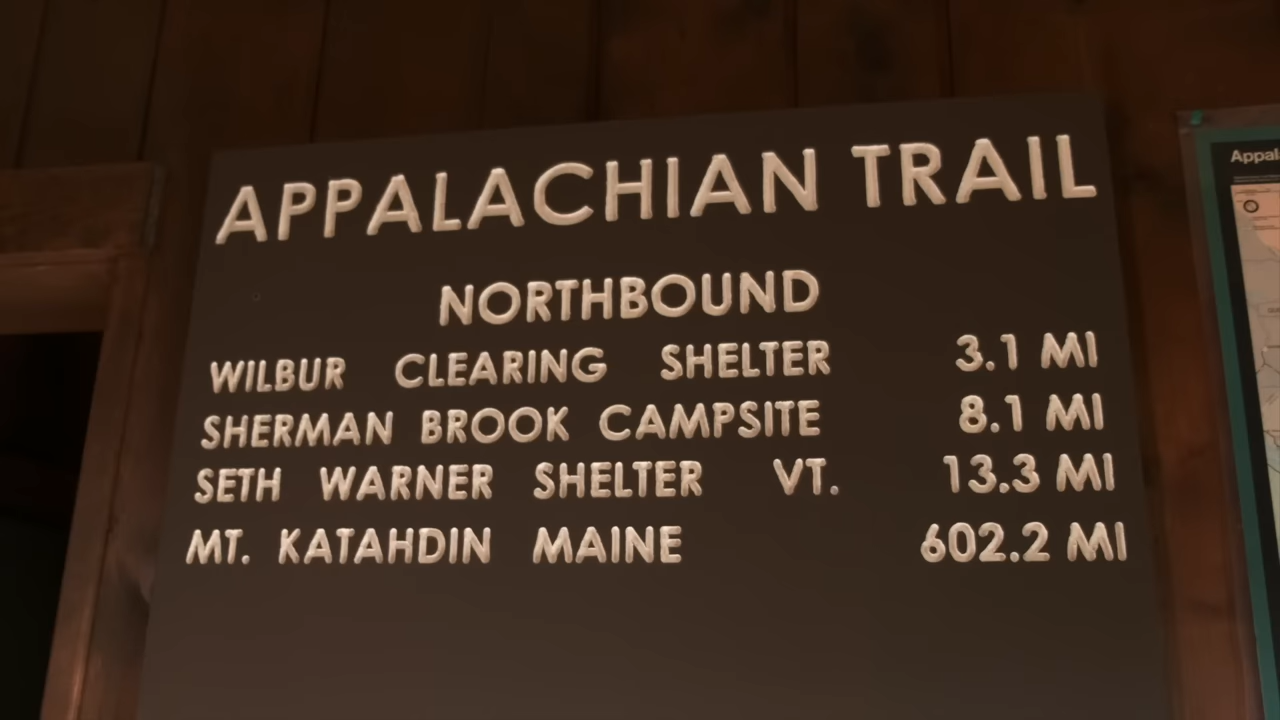 APPALACHIAN TRAIL
NORTHBOUND
WILBUR CLEARING SHELTER 3.1 MI
SHERMAN BROOK CAMPSITE 8.1 MI
SETH WARNER SHELTER VT. 13.3 MI
MT. KATAHDIN MAINE 602.2 MI